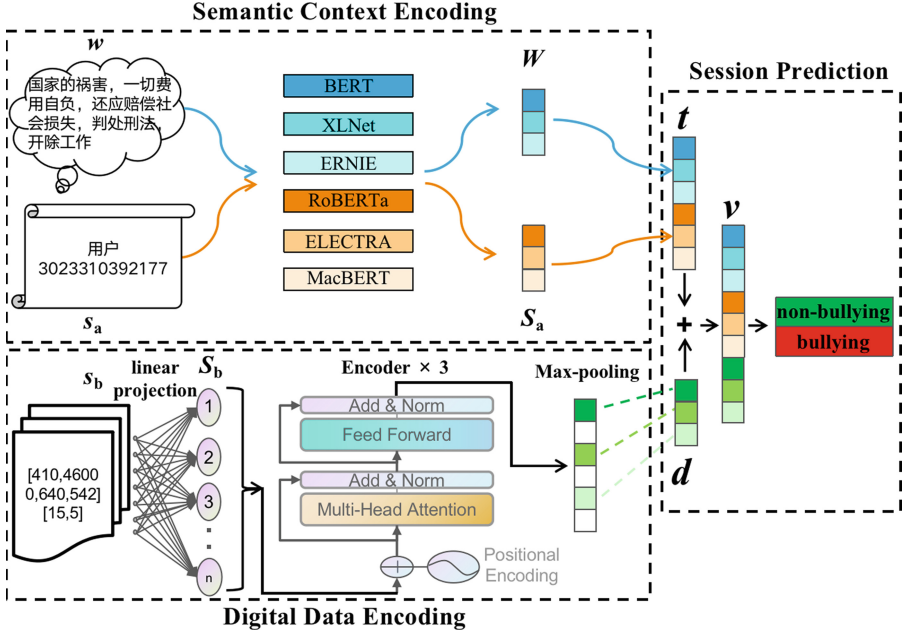 Semantic Context Encoding
w
国家的祸害，一切费
用自负，还应赔偿社
会损失，判处刑法，
开除工作
用户
3023310392177
sa
BERT
XLNet
ERNIE
RoBERTa
ELECTRA
MacBERT
W
Sa
Session Prediction
t
v
+
non-bullying
bullying
d
sb
linear
projection
Sb
[410,4600
0,640,542]
[15,5]
1
2
3
n
Encoder × 3
Add & Norm
Feed Forward
Add & Norm
Multi-Head Attention
Positional
Encoding
Max-pooling
Digital Data Encoding